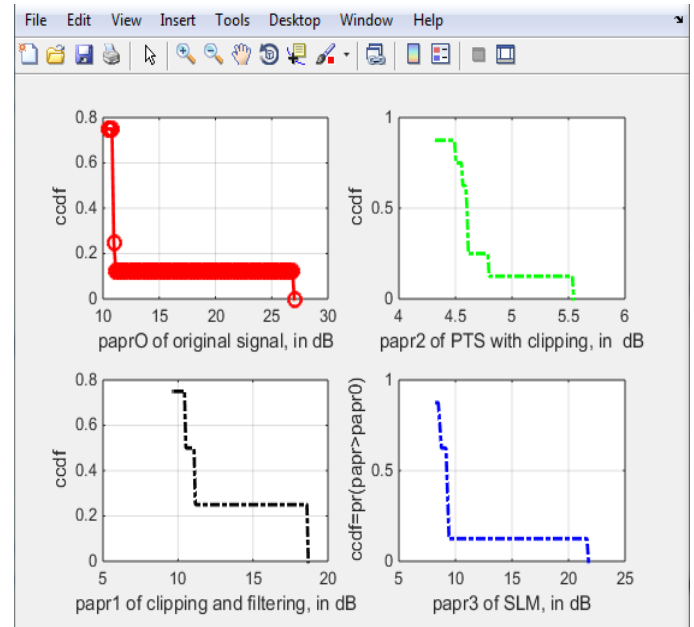 File Edit View Insert Tools Desktop Window Help
0.8
0.6
0.4
0.2
0
ccdf
10 15 20 25 30
paprO of original signal, in dB
1
0.5
0
ccdf
4 4.5 5 5.5 6
papr2 of PTS with clipping, in dB
0.8
0.6
0.4
0.2
0
ccdf
5 10 15 20
papr1 of clipping and filtering, in dB
1
0.5
0
ccdf=pr(papr>papr0)
5 10 15 20 25
papr3 of SLM, in dB